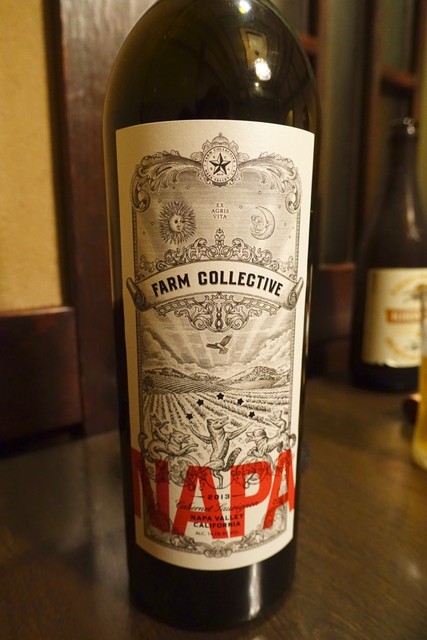 EX
AGRIS
VITA
FARM COLLECTIVE
NAPA
2013
Cabernet Sauvignon
NAPA VALLEY
CALIFORNIA